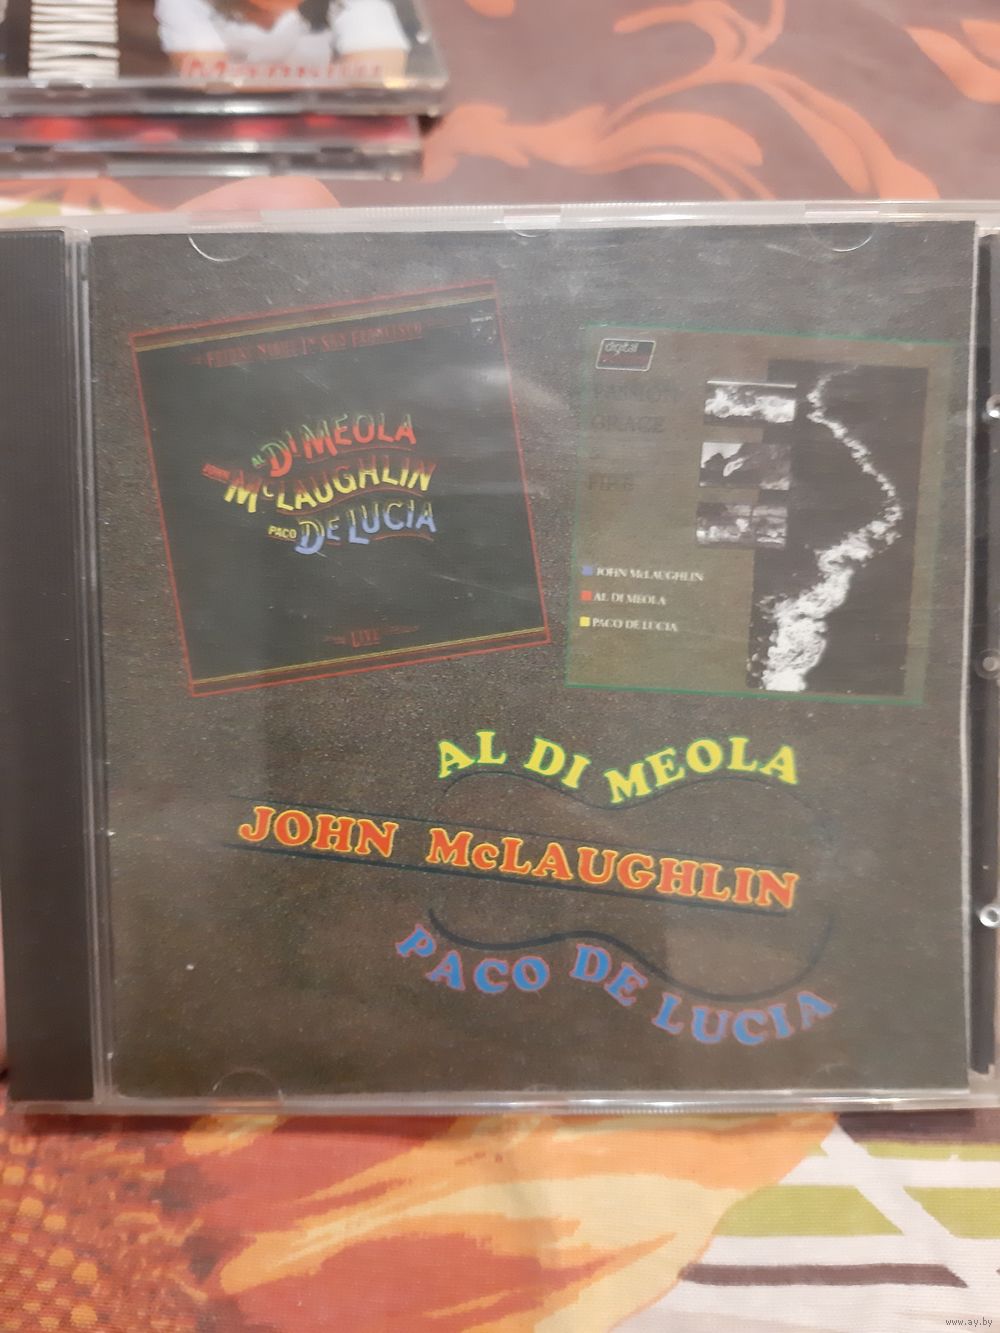 FRIDAY NIGHT IN SAN FRANCISCO
AL DI MEOLA
JOHN McLAUGHLIN
PACO DE LUCIA
LIVE
digital
PASSION
GRACE
FIRE
JOHN McLAUGHLIN
AL DI MEOLA
PACO DE LUCIA
AL DI MEOLA
JOHN McLAUGHLIN
PACO DE LUCIA
www.ay.by